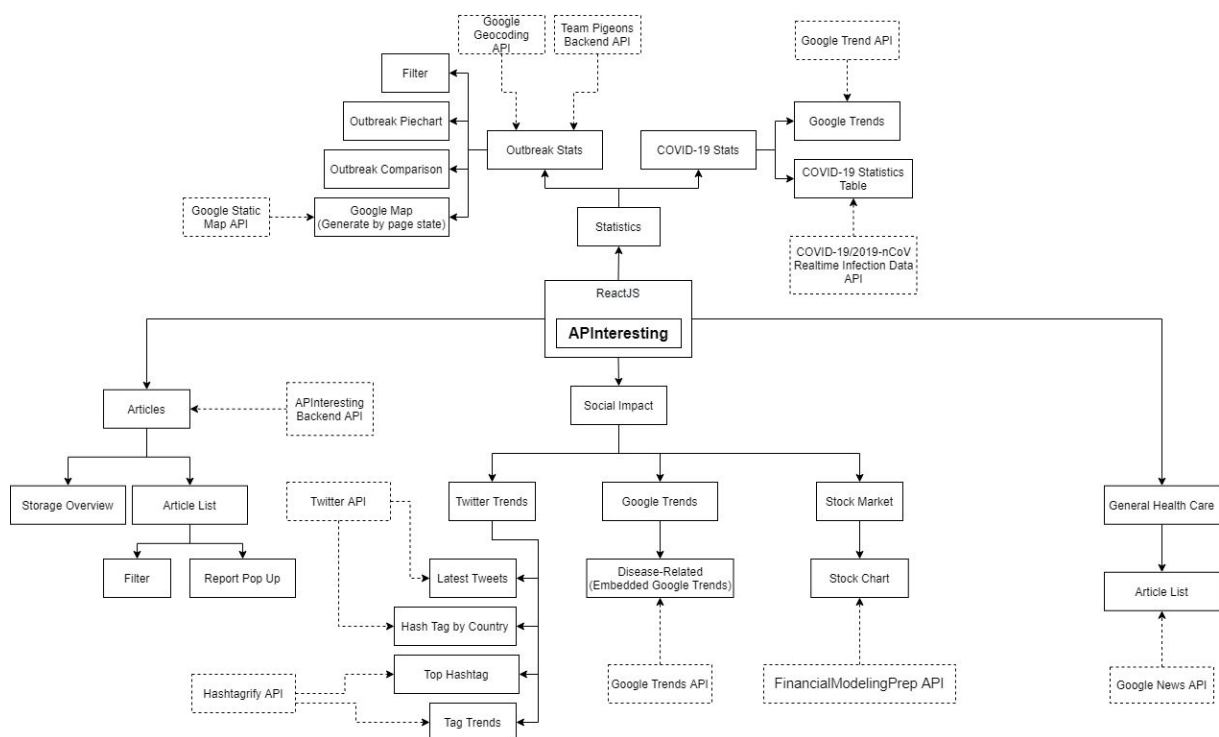 Google
Geocoding
API
Team Pigeons
Backend API
Google Trend API
Filter
Outbreak Piechart
Google Trends
Outbreak Stats
COVID-19 Stats
Outbreak Comparison
COVID-19 Statistics
Table
Google Static
Map API
Google Map
(Generate by page state)
Statistics
COVID-19/2019-nCoV
Realtime Infection Data
API
ReactJS
APInteresting
Articles
APInteresting
Backend API
Social Impact
Storage Overview
Article List
Twitter API
Twitter Trends
Google Trends
Stock Market
General Health Care
Filter
Report Pop Up
Latest Tweets
Disease-Related
(Embedded Google Trends)
Stock Chart
Article List
Hash Tag by Country
Top Hashtag
Hashtagrify API
Google Trends API
FinancialModelingPrep API
Google News API
Tag Trends